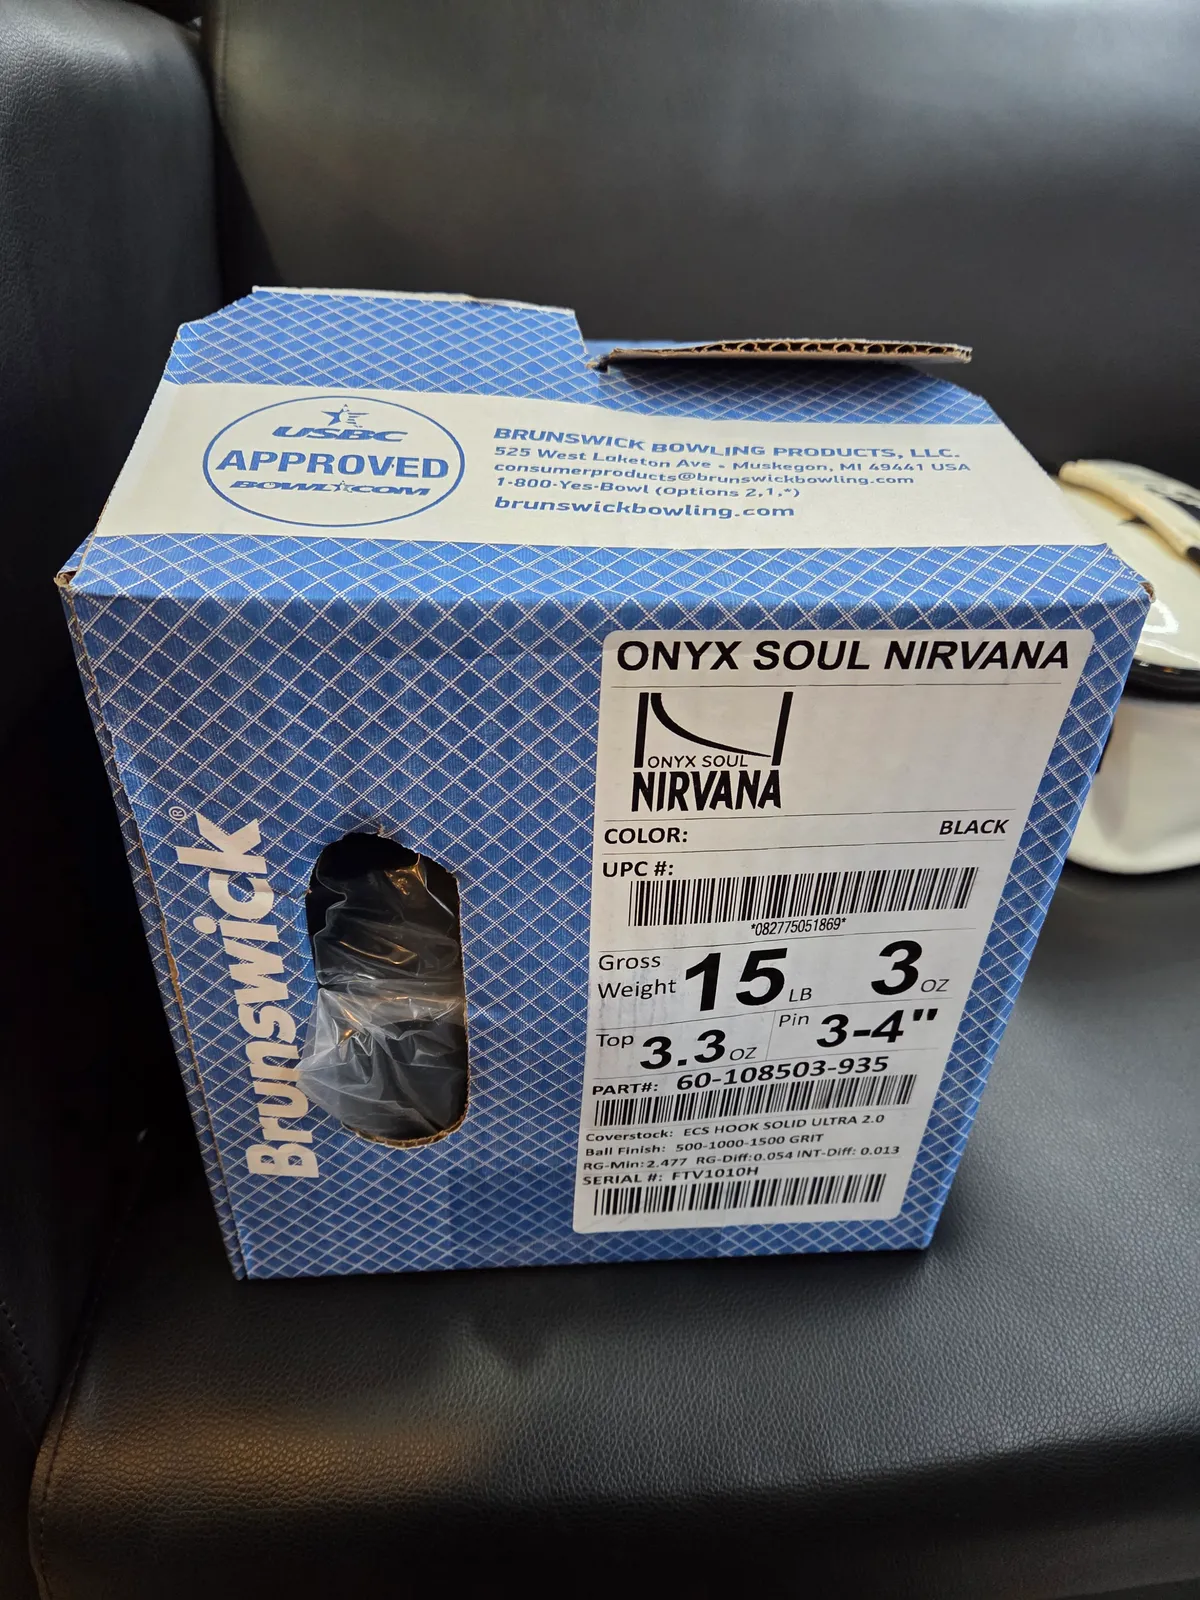 USBC
APPROVED
BOWL.COM
BRUNSWICK BOWLING PRODUCTS, LLC.
525 West Laketon Ave • Muskegon, MI 49441 USA
consumerproducts@brunswickbowling.com
1-800-Yes-Bowl (Options 2,1,*)
brunswickbowling.com
Brunswick®
ONYX SOUL NIRVANA
ONYX SOUL
NIRVANA
COLOR: BLACK
UPC #:
*082775051869*
Gross Weight 15 LB 3 OZ
Top 3.3 OZ Pin 3-4"
PART#: 60-108503-935
Coverstock: ECS HOOK SOLID ULTRA 2.0
Ball Finish: 500-1000-1500 GRIT
RG-Min: 2.477 RG-Diff: 0.054 INT-Diff: 0.013
SERIAL #: FTV1010H